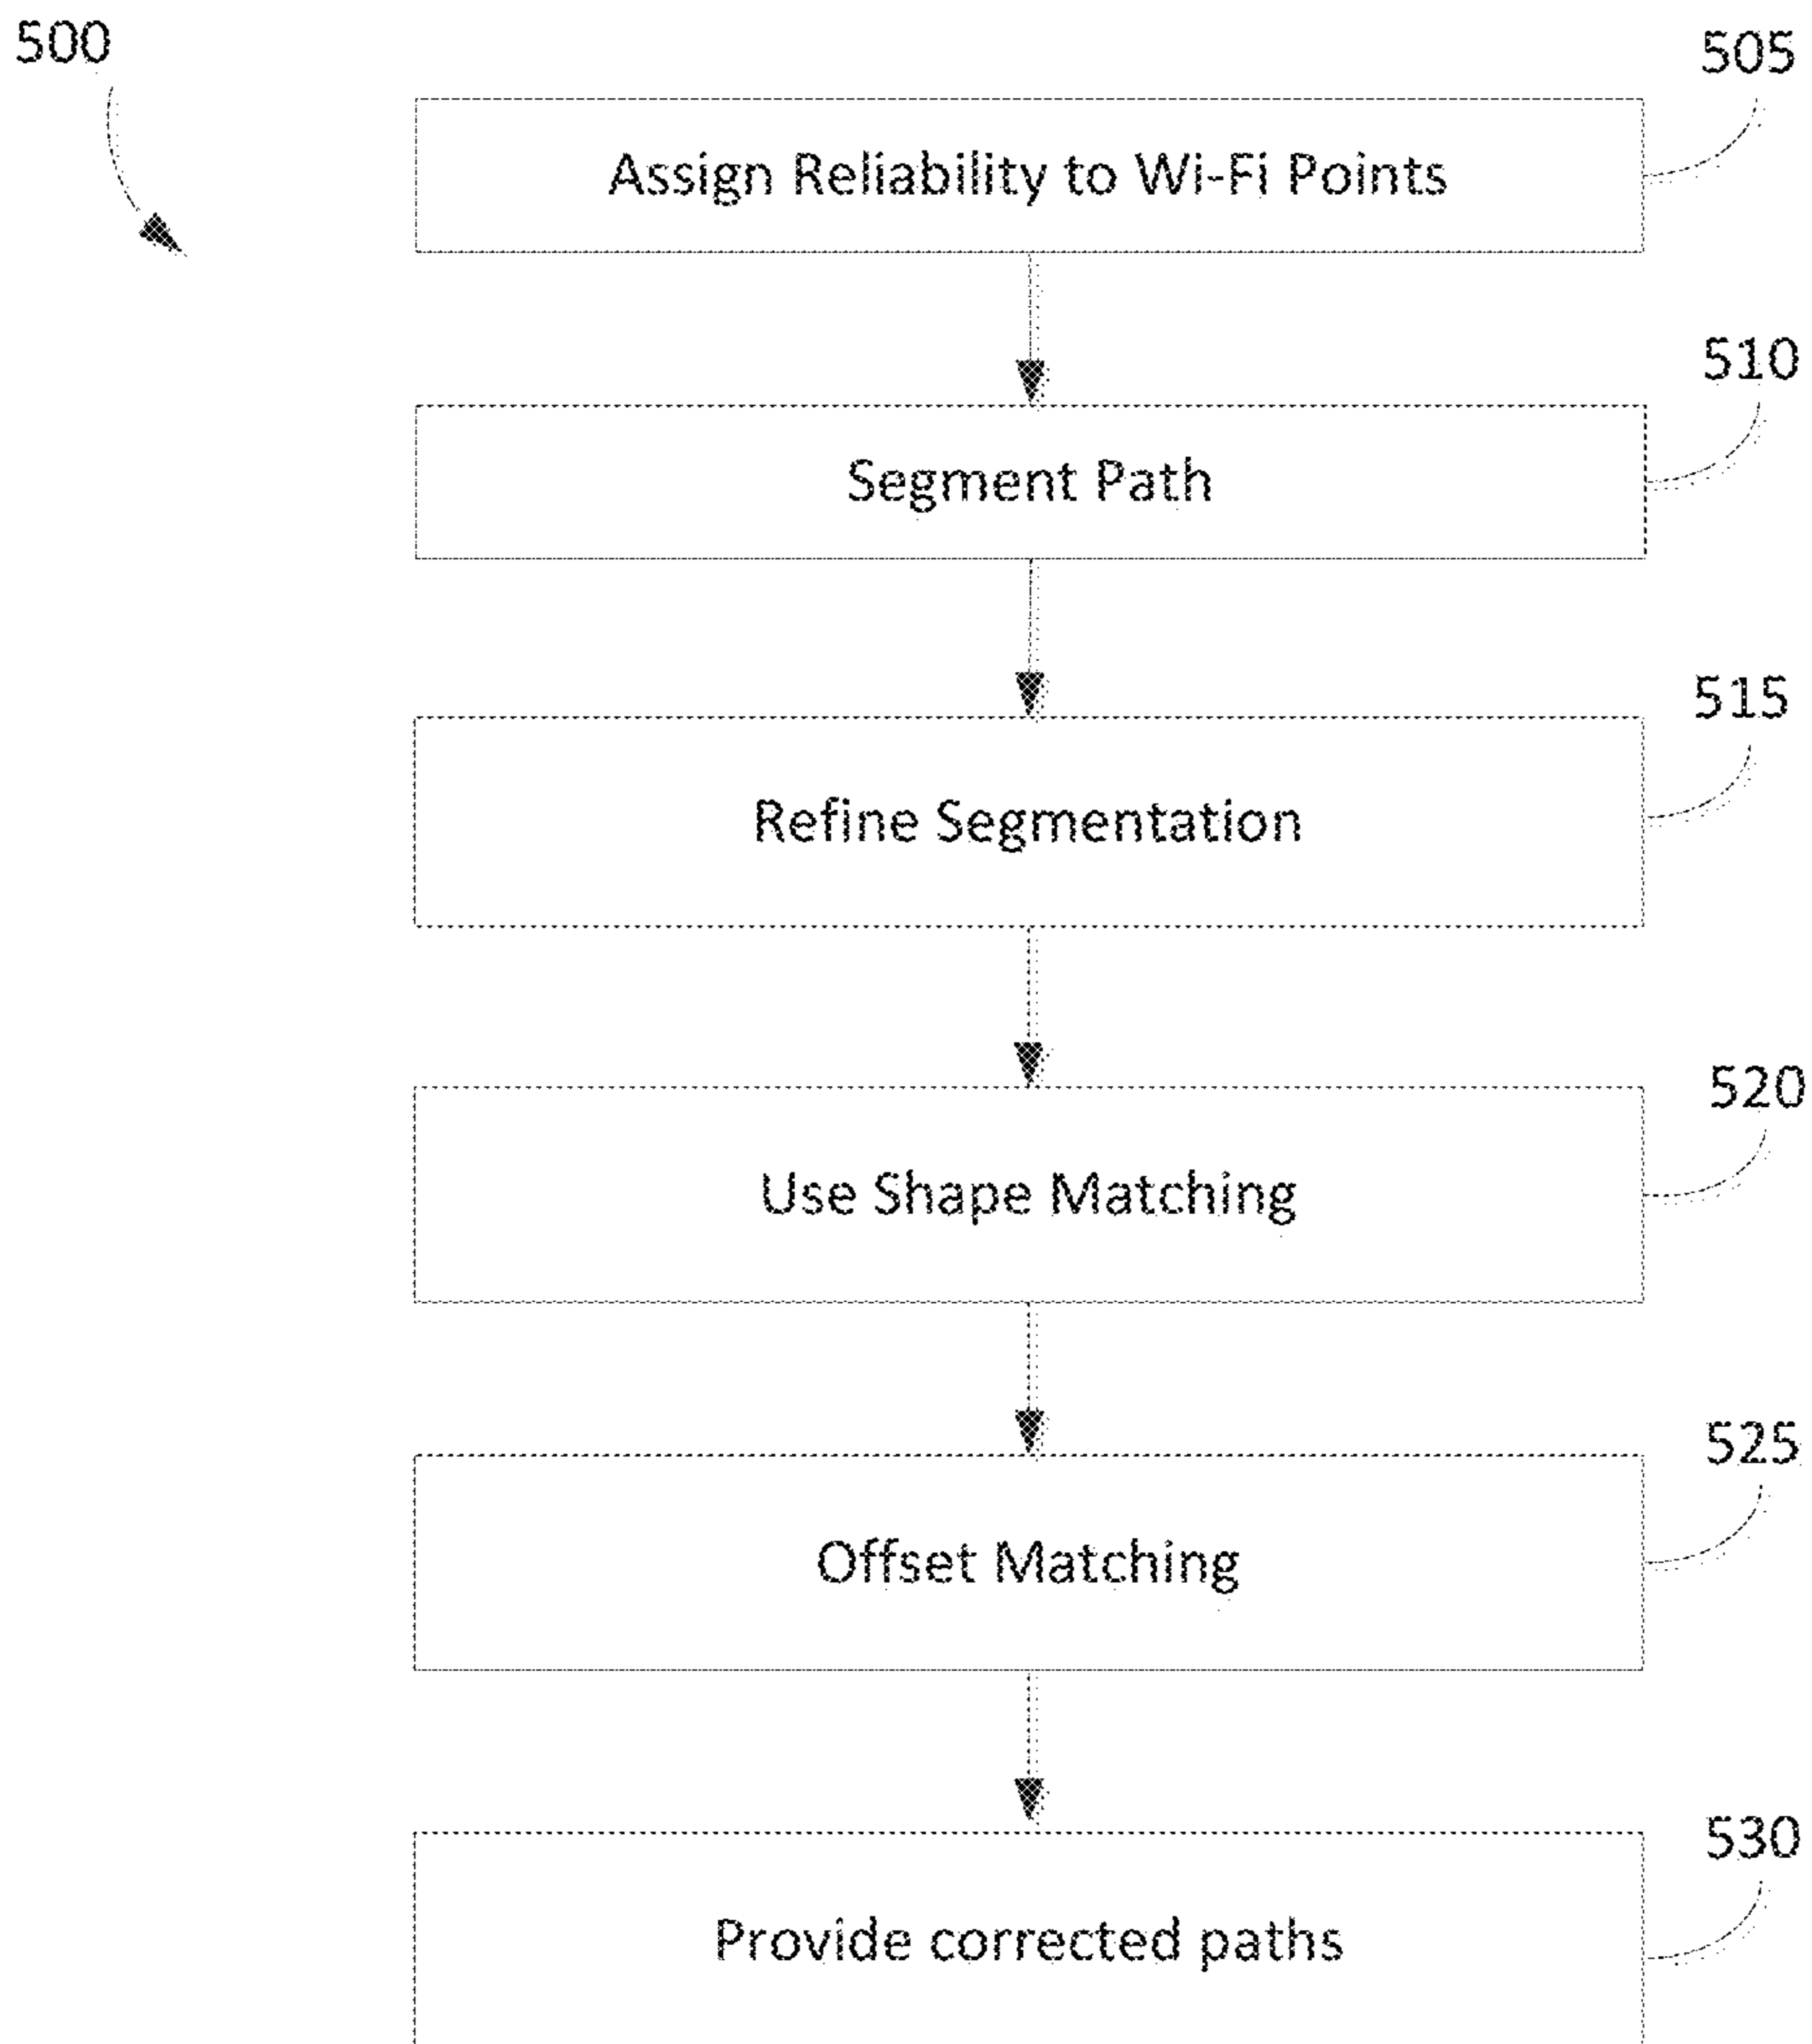 500
505
Assign Reliability to Wi-Fi Points
510
Segment Path
515
Refine Segmentation
520
Use Shape Matching
525
Offset Matching
530
Provide corrected paths